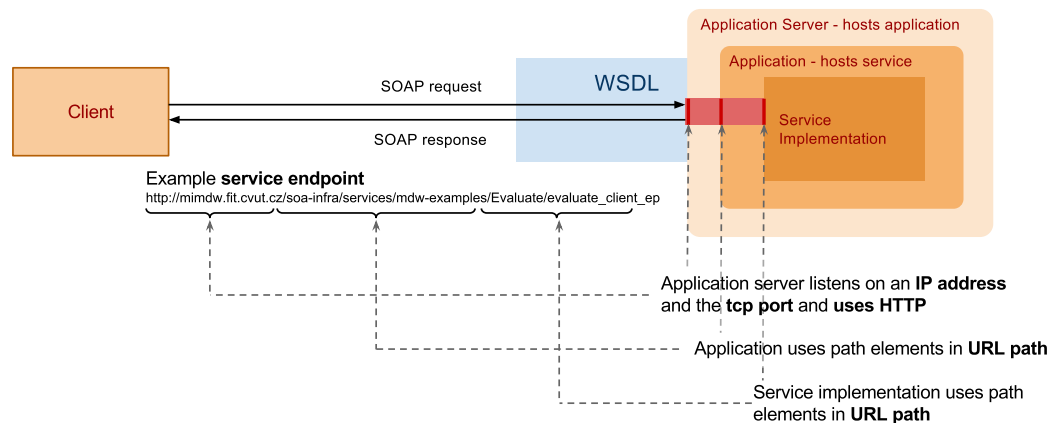 Application Server - hosts application
Application - hosts service
WSDL
SOAP request
Client
Service
Implementation
SOAP response
Example service endpoint
http://mimdw.fit.cvut.cz/soa-infra/services/mdw-examples/Evaluate/evaluate_client_ep
Application server listens on an IP address
and the tcp port and uses HTTP
Application uses path elements in URL path
Service implementation uses path
elements in URL path